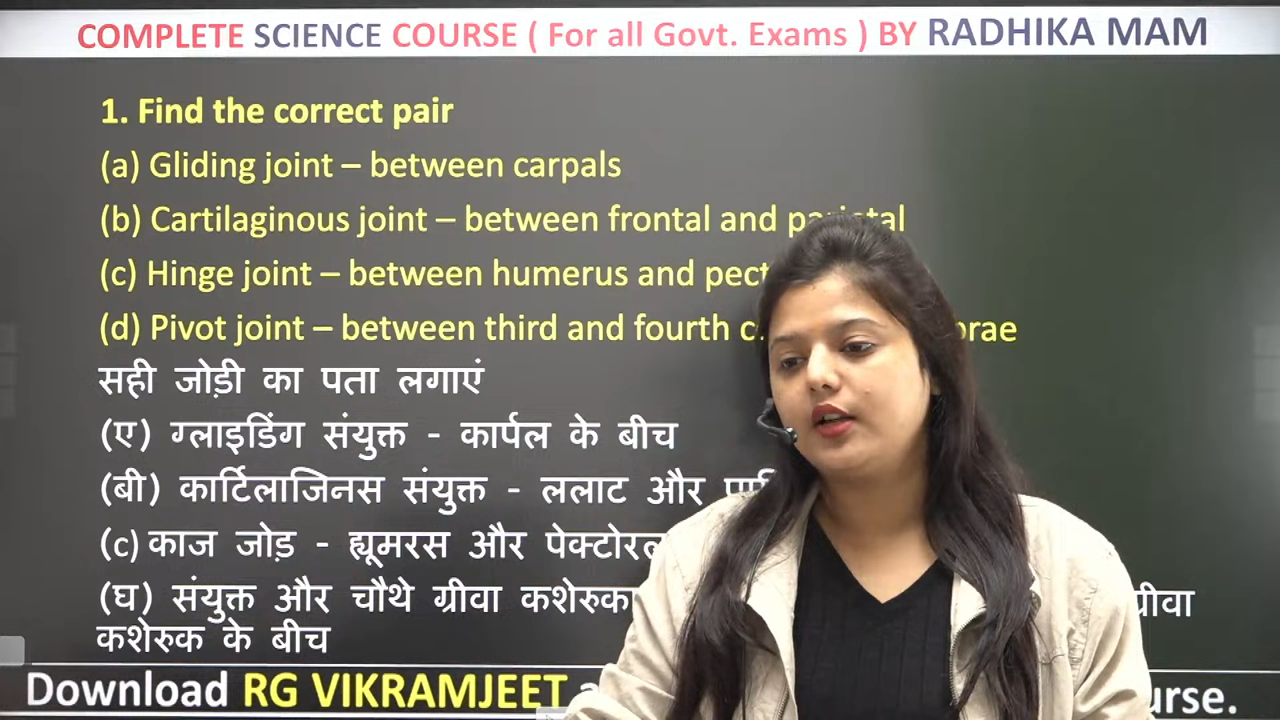 COMPLETE SCIENCE COURSE ( For all Govt. Exams ) BY RADHIKA MAM
1. Find the correct pair
(a) Gliding joint – between carpals
(b) Cartilaginous joint – between frontal and parietal
(c) Hinge joint – between humerus and
(d) Pivot joint – between third and fourth
सही जोड़ी का पता लगाएं
(ए) ग्लाइडिंग संयुक्त - कार्पल के बीच
(बी) कार्टिलाजिनस संयुक्त - ललाट और
(c) काज जोड़ - ह्यूमरस और
(घ) संयुक्त और चौथे ग्रीवा ग्रीवा
कशेरुक के बीच
Download RG VIKRAMJEET